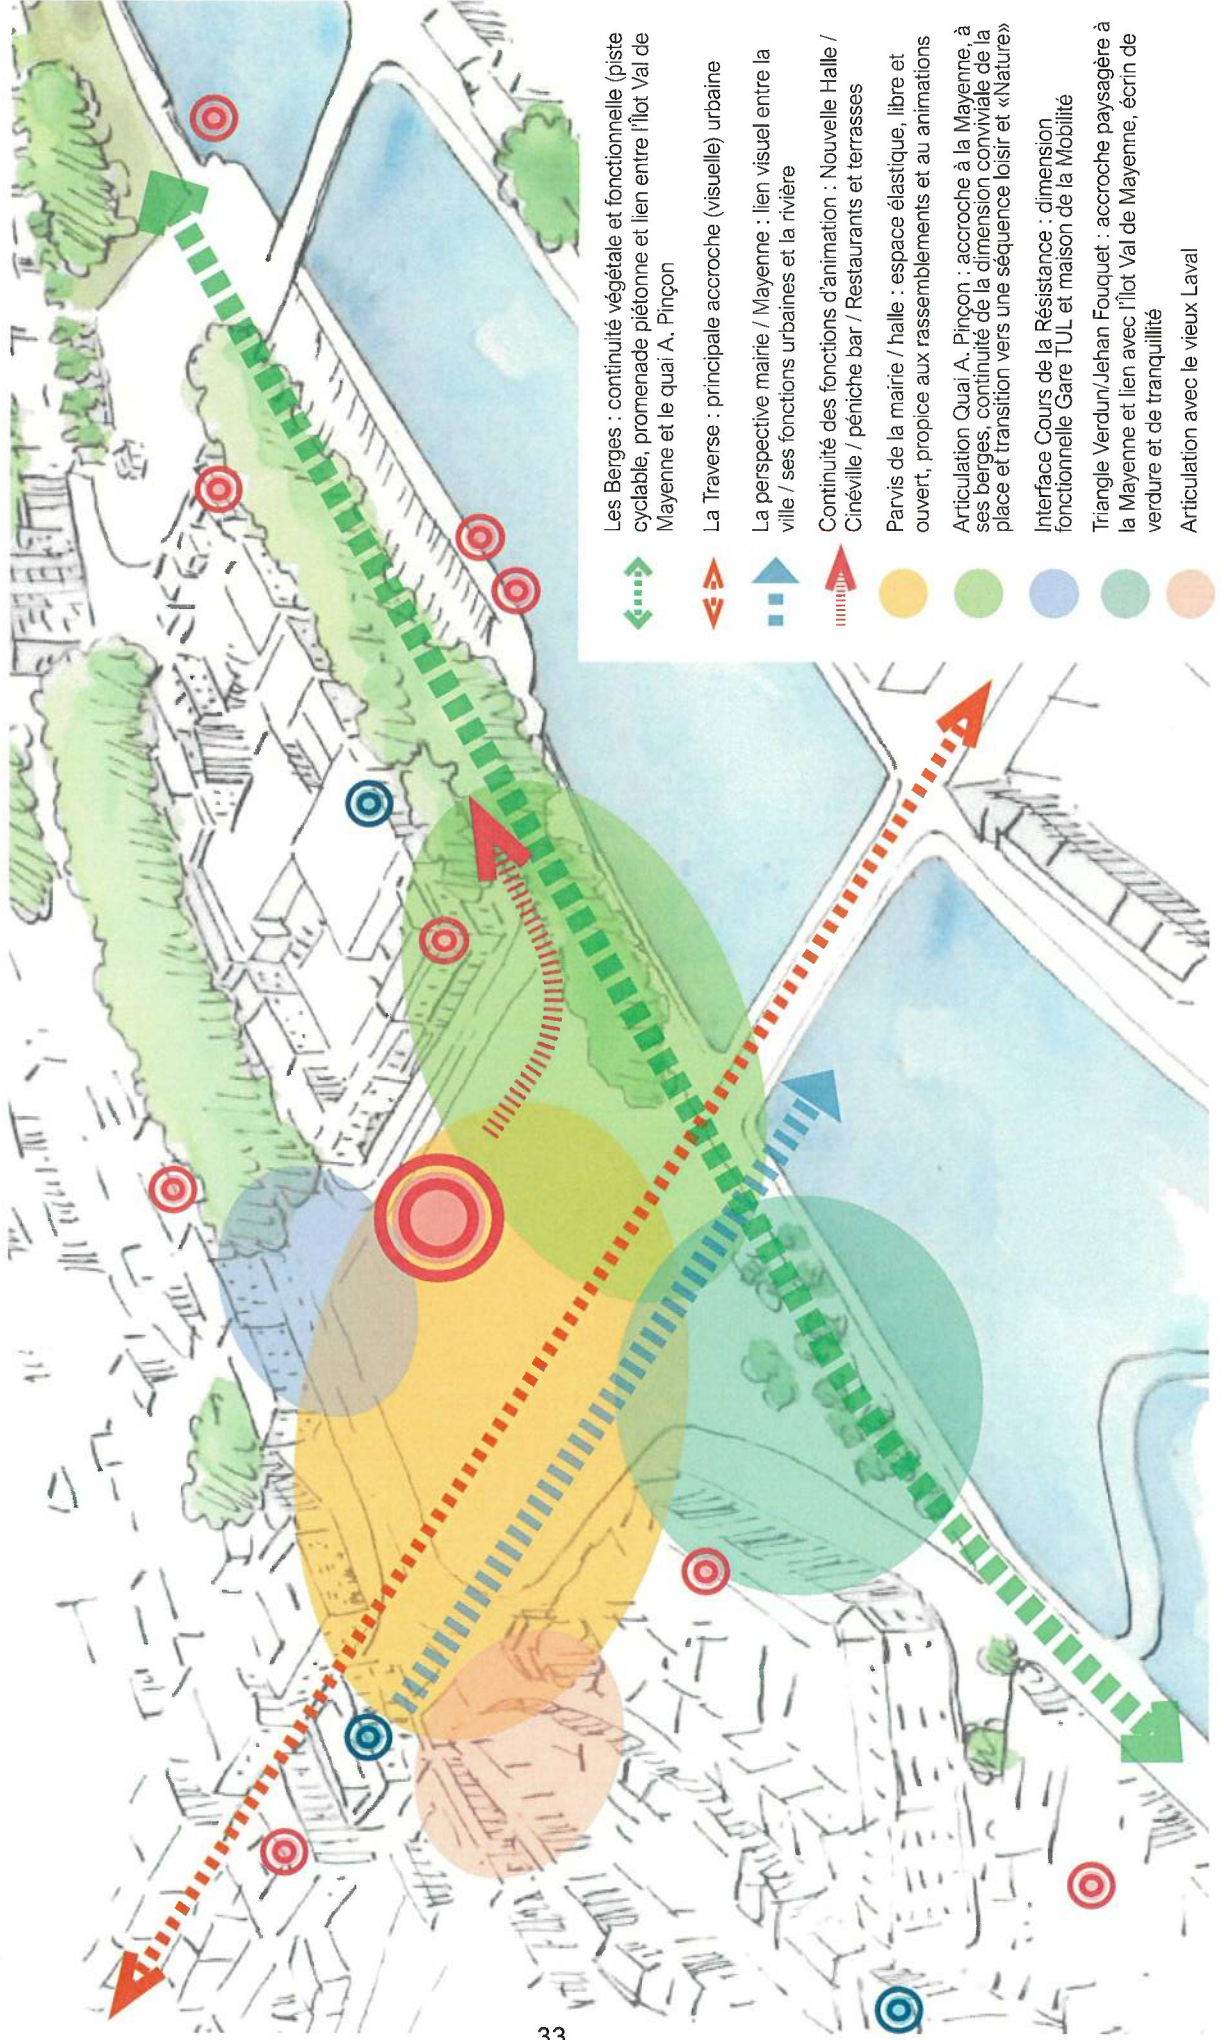 Les Berges : continuité végétale et fonctionnelle (piste
cyclable, promenade piétonne et lien entre l'Îlot Val de
Mayenne et le quai A. Pinçon
La Traverse : principale accroche (visuelle) urbaine
La perspective mairie / Mayenne : lien visuel entre la
ville / ses fonctions urbaines et la rivière
Continuité des fonctions d'animation : Nouvelle Halle /
Cinéville / péniche bar / Restaurants et terrasses
Parvis de la mairie / halle : espace élastique, libre et
ouvert, propice aux rassemblements et au animations
Articulation Quai A. Pinçon : accroche à la Mayenne, à
ses berges, continuité de la dimension conviviale de la
place et transition vers une séquence loisir et «Nature»
Interface Cours de la Résistance : dimension
fonctionnelle Gare TUL et maison de la Mobilité
Triangle Verdun/Jehan Fouquet : accroche paysagère à
la Mayenne et lien avec l'Îlot Val de Mayenne, écrin de
verdure et de tranquillité
Articulation avec le vieux Laval
33